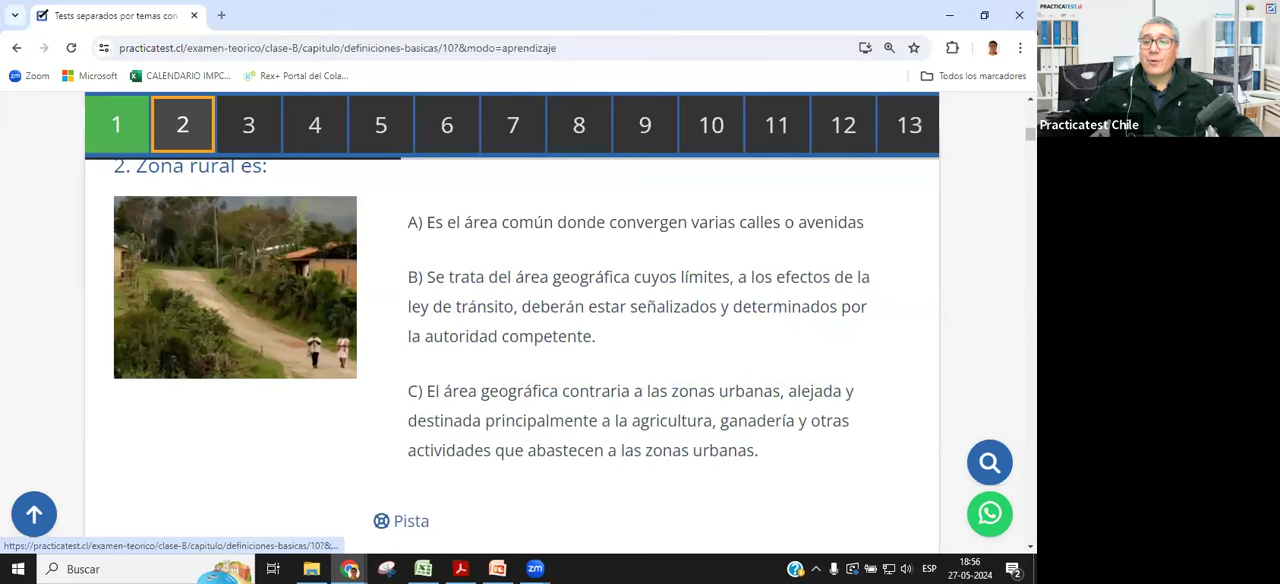 Tests separados por temas con
practicatest.cl/examen-teorico/clase-B/capitulo/definiciones-basicas/10?&modo=aprendizaje
Zoom
Microsoft
CALENDARIO IMPC...
Rex+ Portal del Cola...
Todos los marcadores
PRACTICATEST.cl
Practicatest Chile
1 2 3 4 5 6 7 8 9 10 11 12 13
2. Zona rural es:
A) Es el área común donde convergen varias calles o avenidas
B) Se trata del área geográfica cuyos límites, a los efectos de la
ley de tránsito, deberán estar señalizados y determinados por
la autoridad competente.
C) El área geográfica contraria a las zonas urbanas, alejada y
destinada principalmente a la agricultura, ganadería y otras
actividades que abastecen a las zonas urbanas.
Pista
https://practicatest.cl/examen-teorico/clase-B/capitulo/definiciones-basicas/10?&...
Buscar
zm
ESP
18:56
27-05-2024
2